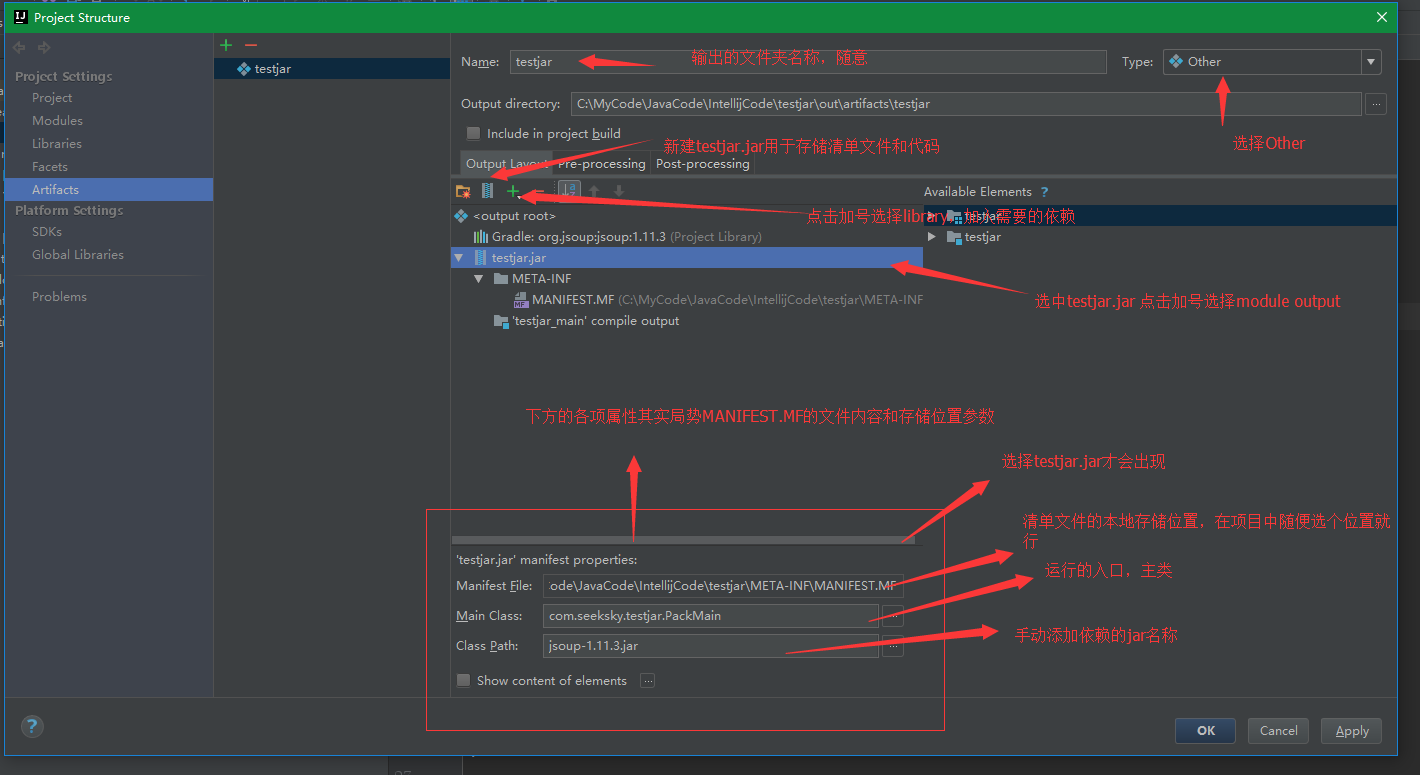 Project Structure
Project Settings
Project
Modules
Libraries
Facets
Artifacts
Platform Settings
SDKs
Global Libraries
Problems
testjar
Name: testjar
输出的文件夹名称，随意
Type: Other
选择Other
Output directory: C:\MyCode\JavaCode\IntellijCode\testjar\out\artifacts\testjar
Include in project build
新建testjar.jar用于存储清单文件和代码
Output Layout Pre-processing Post-processing
Available Elements ?
点击加号选择library，加入需要的依赖
<output root>
testjar
Gradle: org.jsoup:jsoup:1.11.3 (Project Library)
testjar
testjar.jar
META-INF
MANIFEST.MF (C:\MyCode\JavaCode\IntellijCode\testjar\META-INF
选中testjar.jar 点击加号选择module output
'testjar_main' compile output
下方的各项属性其实局势MANIFEST.MF的文件内容和存储位置参数
选择testjar.jar才会出现
清单文件的本地存储位置，在项目中随便选个位置就
行
'testjar.jar' manifest properties:
Manifest File: ode\JavaCode\IntellijCode\testjar\META-INF\MANIFEST.MF
运行的入口，主类
Main Class: com.seeksky.testjar.PackMain
手动添加依赖的jar名称
Class Path: jsoup-1.11.3.jar
Show content of elements ...
?
OK Cancel Apply